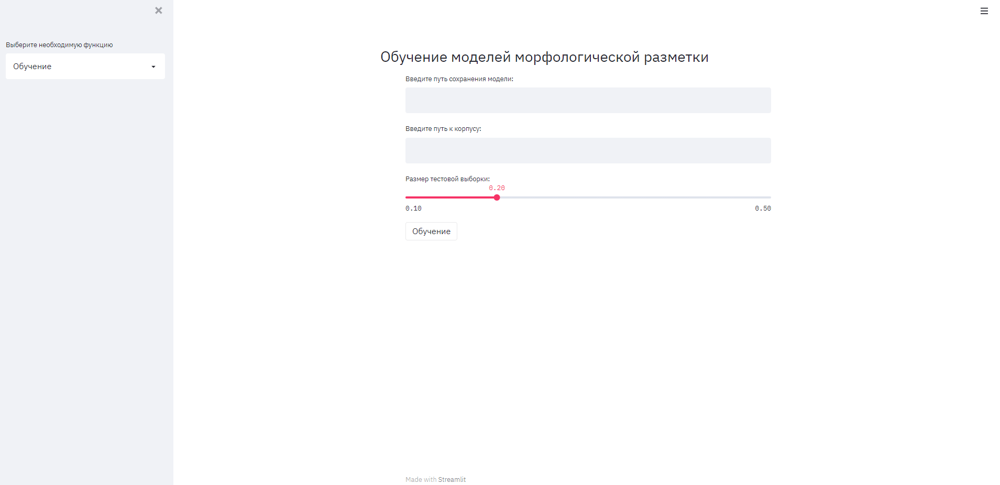 Выберите необходимую функцию
Обучение
Обучение моделей морфологической разметки
Введите путь сохранения модели:
Введите путь к корпусу:
Размер тестовой выборки:
0.20
0.10 0.50
Обучение
Made with Streamlit